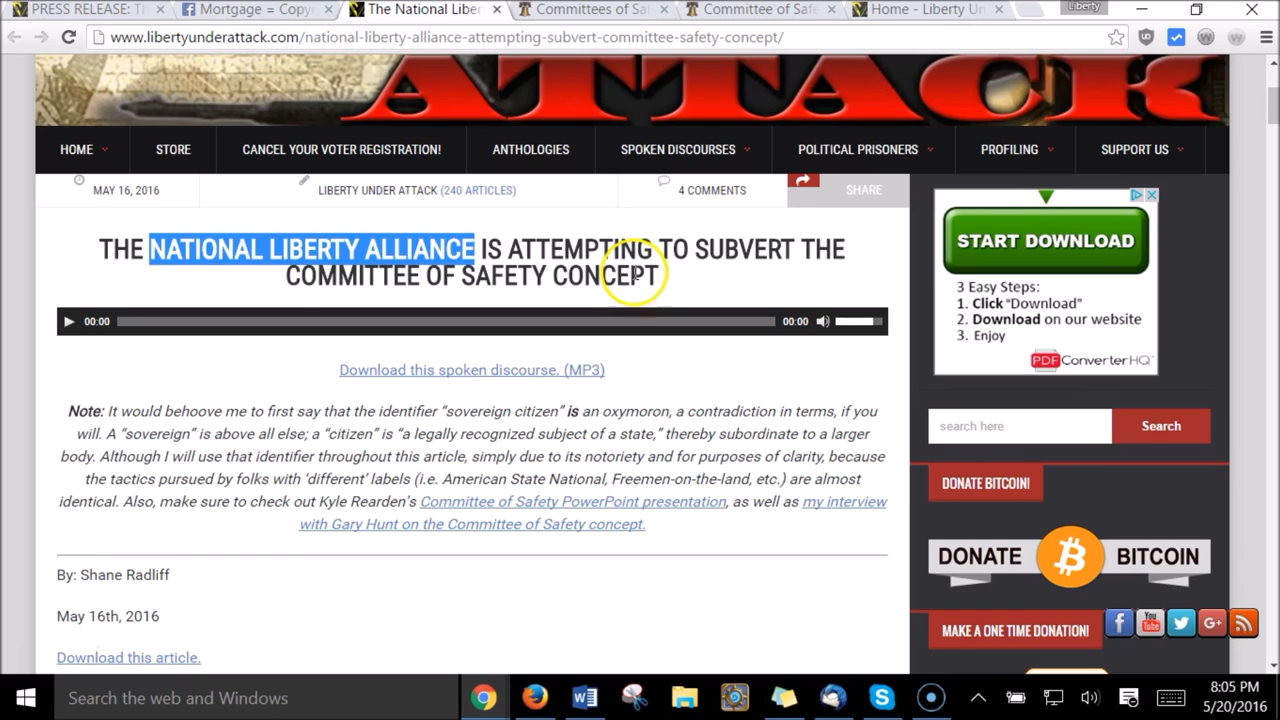 PRESS RELEASE: Th
Mortgage = Copy
The National Liber
Committees of Saf
Committee of Safe
Home - Liberty Un
Liberty
www.libertyunderattack.com/national-liberty-alliance-attempting-subvert-committee-safety-concept/
ATTACK
HOME
STORE
CANCEL YOUR VOTER REGISTRATION!
ANTHOLOGIES
SPOKEN DISCOURSES
POLITICAL PRISONERS
PROFILING
SUPPORT US
MAY 16, 2016
LIBERTY UNDER ATTACK (240 ARTICLES)
4 COMMENTS
SHARE
THE NATIONAL LIBERTY ALLIANCE IS ATTEMPTING TO SUBVERT THE
COMMITTEE OF SAFETY CONCEPT
00:00
00:00
Download this spoken discourse. (MP3)
Note: It would behoove me to first say that the identifier “sovereign citizen” is an oxymoron, a contradiction in terms, if you
will. A “sovereign” is above all else; a “citizen” is “a legally recognized subject of a state,” thereby subordinate to a larger
body. Although I will use that identifier throughout this article, simply due to its notoriety and for purposes of clarity, because
the tactics pursued by folks with ‘different’ labels (i.e. American State National, Freemen-on-the-land, etc.) are almost
identical. Also, make sure to check out Kyle Rearden’s Committee of Safety PowerPoint presentation, as well as my interview
with Gary Hunt on the Committee of Safety concept.
By: Shane Radliff
May 16th, 2016
Download this article.
START DOWNLOAD
3 Easy Steps:
1. Click “Download”
2. Download on our website
3. Enjoy
PDF ConverterHQ™
search here
Search
DONATE BITCOIN!
DONATE BITCOIN
MAKE A ONE TIME DONATION!
You
Tube
G+
Search the web and Windows
8:05 PM
5/20/2016